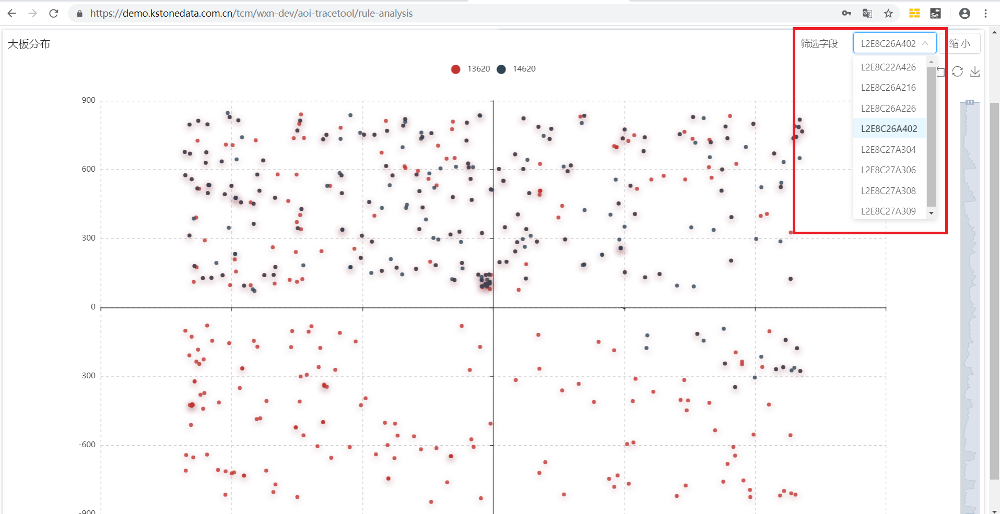 https://demo.kstonedata.com.cn/tcm/wxn-dev/aoi-tracetool/rule-analysis
Se
大板分布
筛选字段
L2E8C26A402
缩 小
13620
14620
L2E8C22A426
L2E8C26A216
L2E8C26A226
L2E8C26A402
L2E8C27A304
L2E8C27A306
L2E8C27A308
L2E8C27A309
900
600
300
0
-300
-600
-900